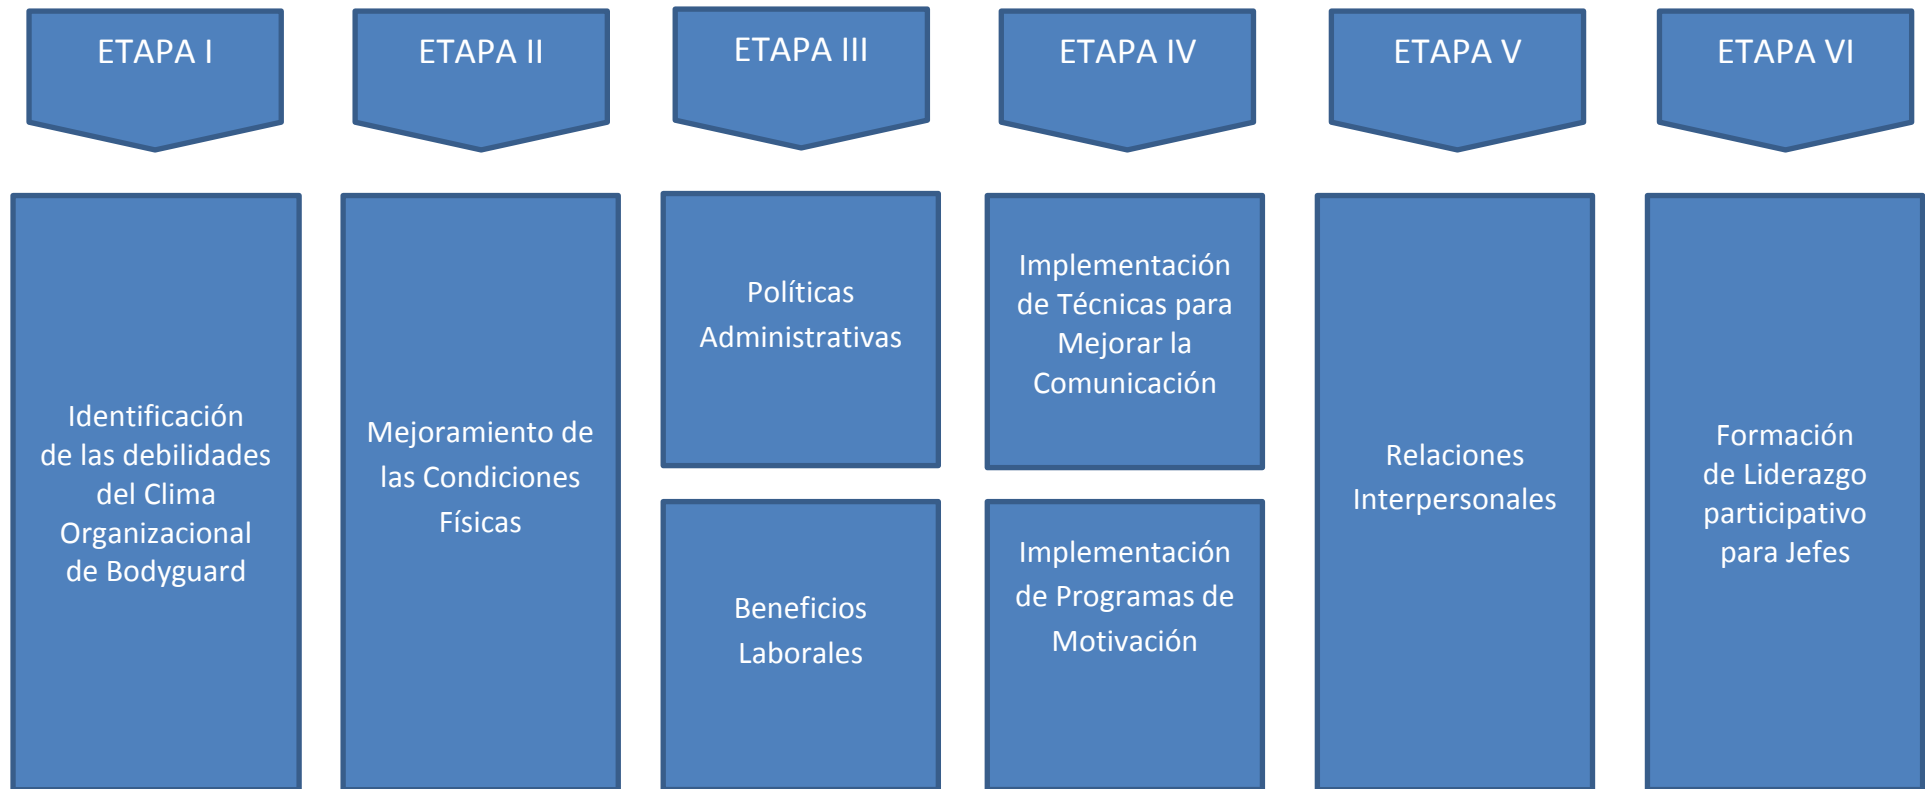 ETAPA I
ETAPA II
ETAPA III
ETAPA IV
ETAPA V
ETAPA VI
Identificación
de las debilidades
del Clima
Organizacional
de Bodyguard
Mejoramiento de
las Condiciones
Físicas
Políticas
Administrativas
Beneficios
Laborales
Implementación
de Técnicas para
Mejorar la
Comunicación
Implementación
de Programas de
Motivación
Relaciones
Interpersonales
Formación
de Liderazgo
participativo
para Jefes